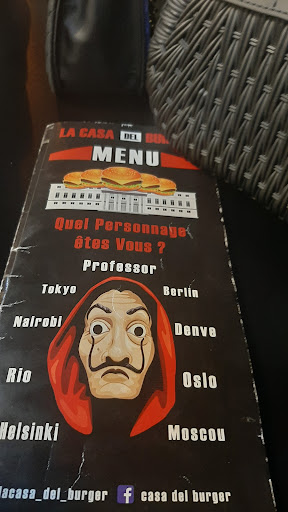 LA CASA DEL BUR
MENU
Quel Personnage
êtes Vous ?
Professor
Tokyo Berlin
Nairobi Denve
Rio Oslo
Helsinki Moscou
lacasa_del_burger casa del burger